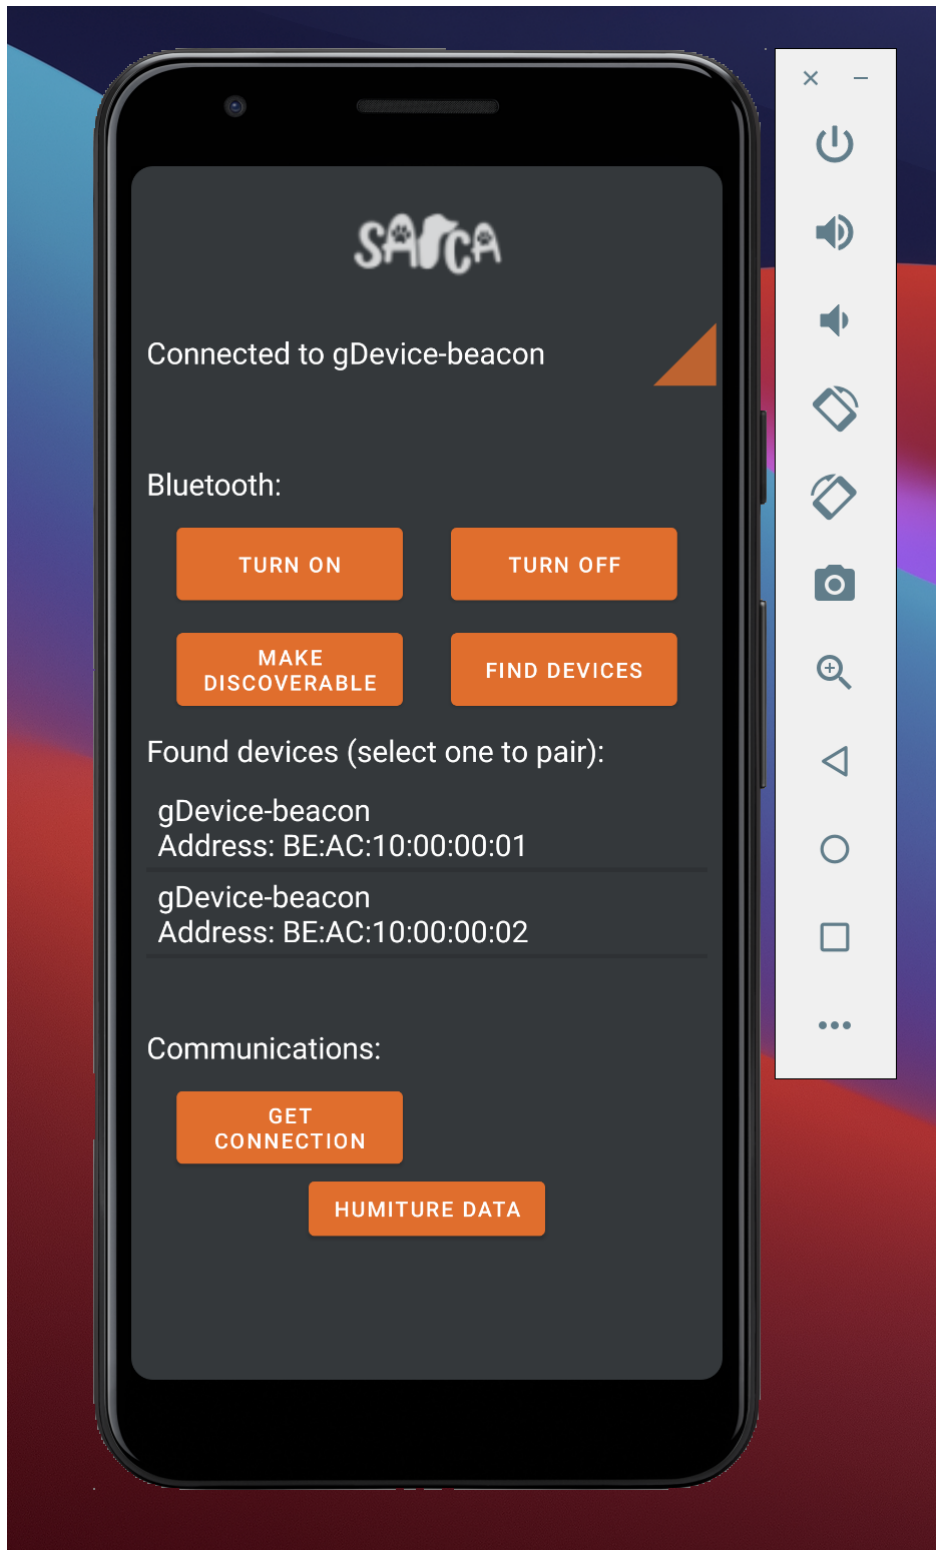 SATCA
Connected to gDevice-beacon
Bluetooth:
TURN ON
TURN OFF
MAKE
DISCOVERABLE
FIND DEVICES
Found devices (select one to pair):
gDevice-beacon
Address: BE:AC:10:00:00:01
gDevice-beacon
Address: BE:AC:10:00:00:02
Communications:
GET
CONNECTION
HUMITURE DATA